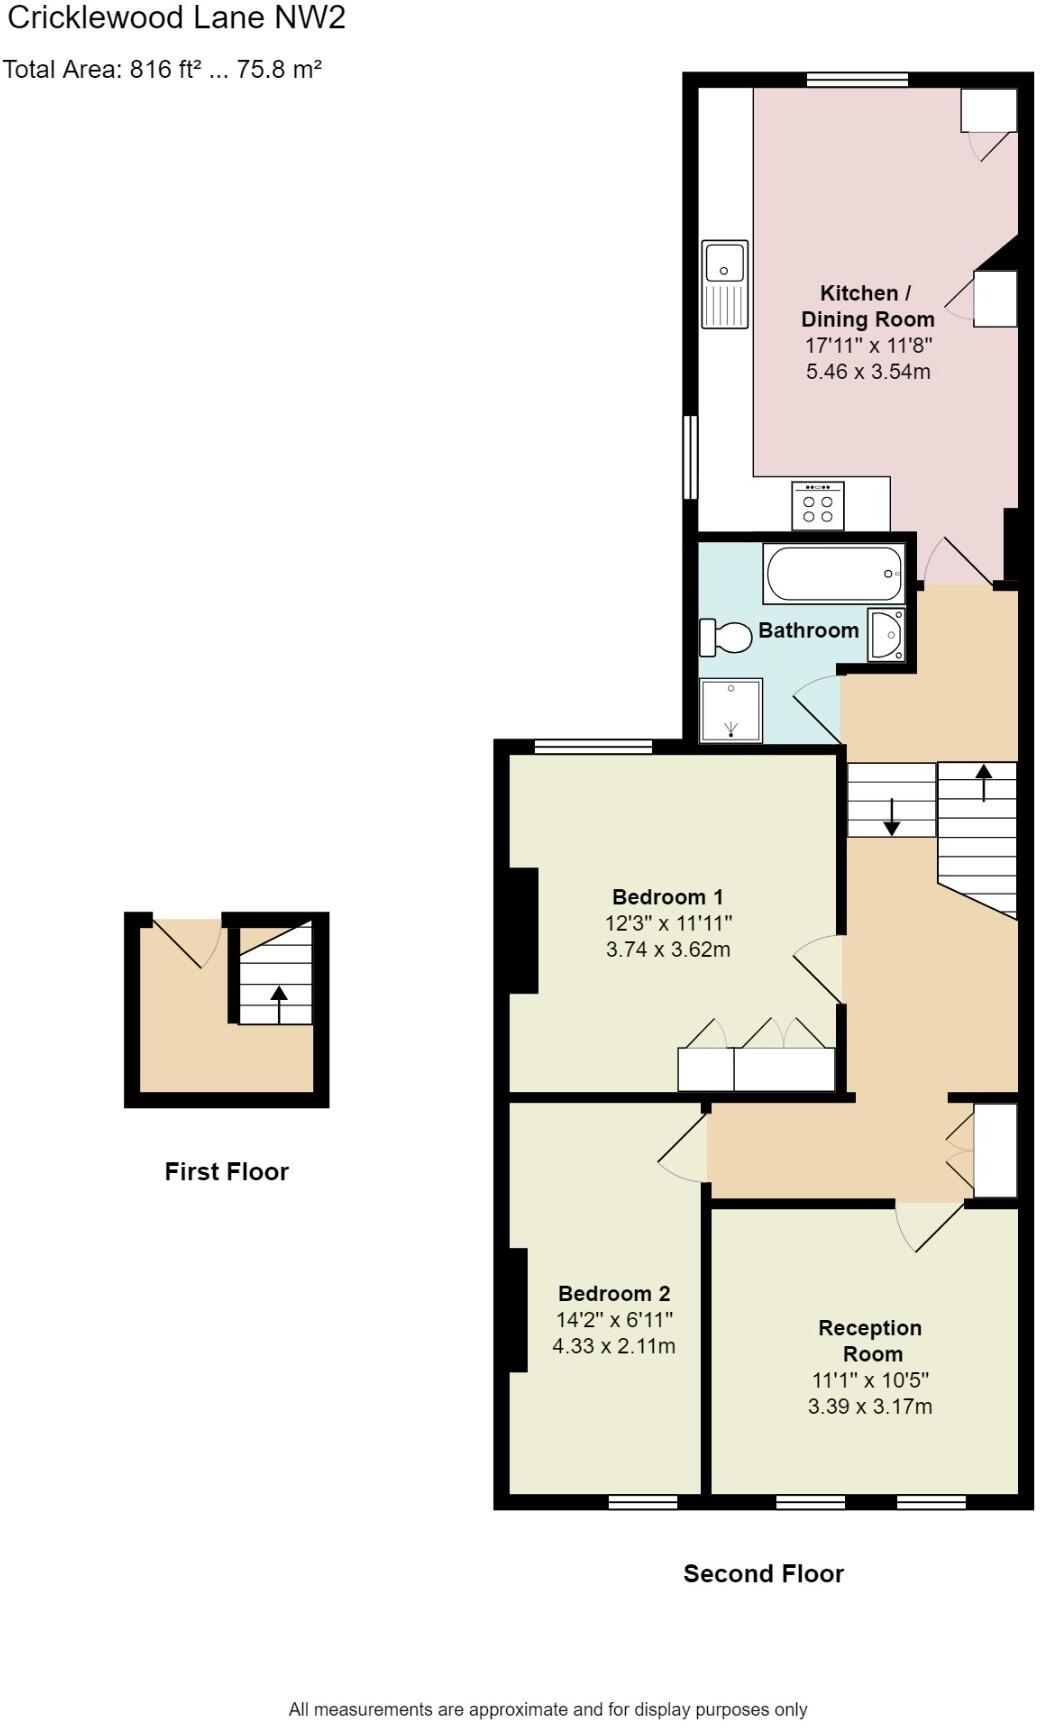 Cricklewood Lane NW2
Total Area: 816 ft² ... 75.8 m²
Kitchen /
Dining Room
17'11" x 11'8"
5.46 x 3.54m
Bathroom
Bedroom 1
12'3" x 11'11"
3.74 x 3.62m
First Floor
Bedroom 2
14'2" x 6'11"
4.33 x 2.11m
Reception
Room
11'1" x 10'5"
3.39 x 3.17m
Second Floor
All measurements are approximate and for display purposes only